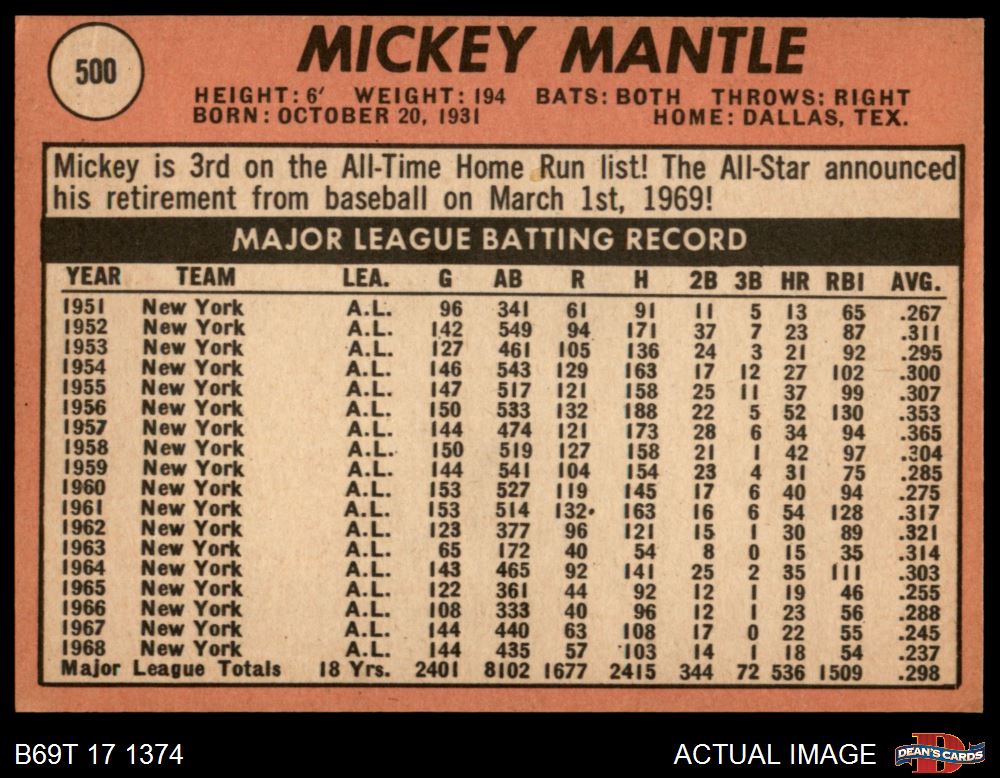 500
MICKEY MANTLE
HEIGHT: 6' WEIGHT: 194 BATS: BOTH THROWS: RIGHT
BORN: OCTOBER 20, 1931 HOME: DALLAS, TEX.
Mickey is 3rd on the All-Time Home Run list! The All-Star announced
his retirement from baseball on March 1st, 1969!
MAJOR LEAGUE BATTING RECORD
YEAR TEAM LEA. G AB R H 2B 3B HR RBI AVG.
1951 New York A.L. 96 341 61 91 11 5 13 65 .267
1952 New York A.L. 142 549 94 171 37 7 23 87 .311
1953 New York A.L. 127 461 105 136 24 3 21 92 .295
1954 New York A.L. 146 543 129 163 17 12 27 102 .300
1955 New York A.L. 147 517 121 158 25 11 37 99 .307
1956 New York A.L. 150 533 132 188 22 5 52 130 .353
1957 New York A.L. 144 474 121 173 28 6 34 94 .365
1958 New York A.L. 150 519 127 158 21 1 42 97 .304
1959 New York A.L. 144 541 104 154 23 4 31 75 .285
1960 New York A.L. 153 527 119 145 17 6 40 94 .275
1961 New York A.L. 153 514 132• 163 16 6 54 128 .317
1962 New York A.L. 123 377 96 121 15 1 30 89 .321
1963 New York A.L. 65 172 40 54 8 0 15 35 .314
1964 New York A.L. 143 465 92 141 25 2 35 111 .303
1965 New York A.L. 122 361 44 92 12 1 19 46 .255
1966 New York A.L. 108 333 40 96 12 1 23 56 .288
1967 New York A.L. 144 440 63 108 17 0 22 55 .245
1968 New York A.L. 144 435 57 103 14 1 18 54 .237
Major League Totals 18 Yrs. 2401 8102 1677 2415 344 72 536 1509 .298
B69T 17 1374 ACTUAL IMAGE D DEAN'S CARDS